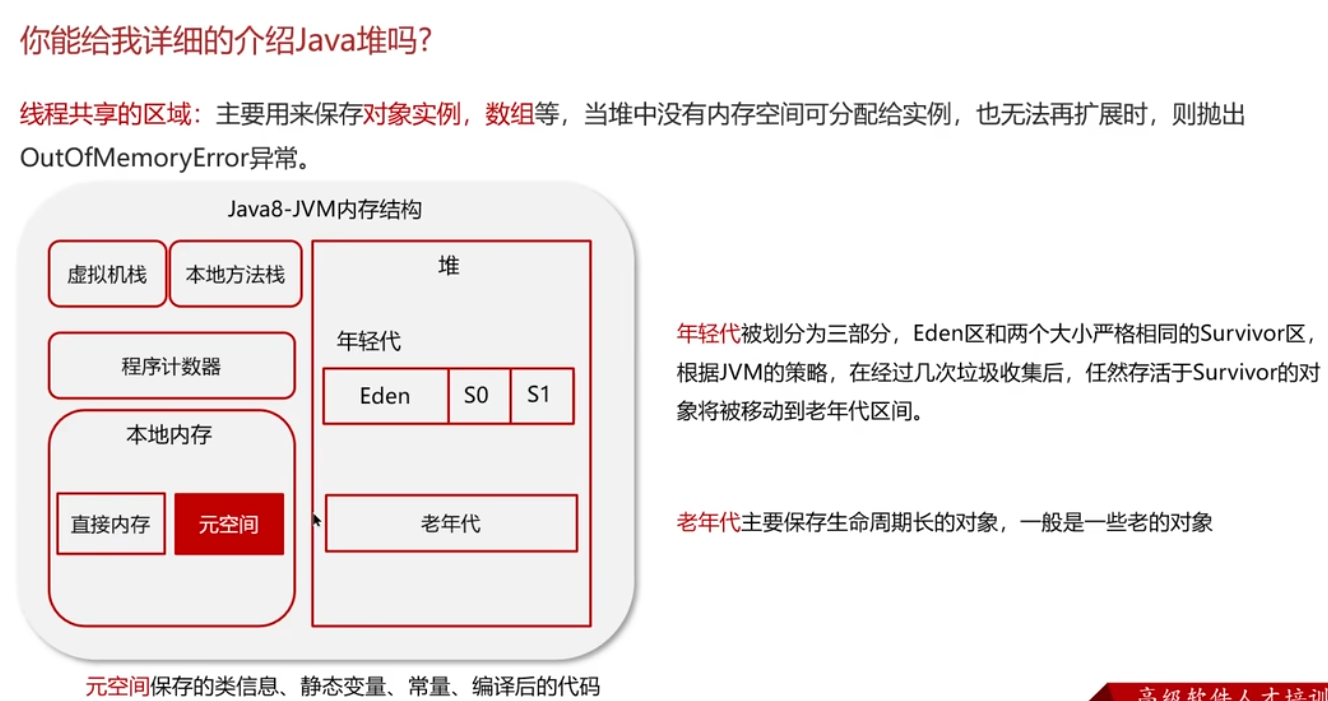 你能给我详细的介绍Java堆吗?
线程共享的区域：主要用来保存对象实例，数组等，当堆中没有内存空间可分配给实例，也无法再扩展时，则抛出
OutOfMemoryError异常。
Java8-JVM内存结构
虚拟机栈
本地方法栈
程序计数器
本地内存
直接内存
元空间
堆
年轻代
Eden
S0
S1
老年代
元空间保存的类信息、静态变量、常量、编译后的代码
年轻代被划分为三部分，Eden区和两个大小严格相同的Survivor区，
根据JVM的策略，在经过几次垃圾收集后，任然存活于Survivor的对
象将被移动到老年代区间。
老年代主要保存生命周期长的对象，一般是一些老的对象
高级软件人才培训